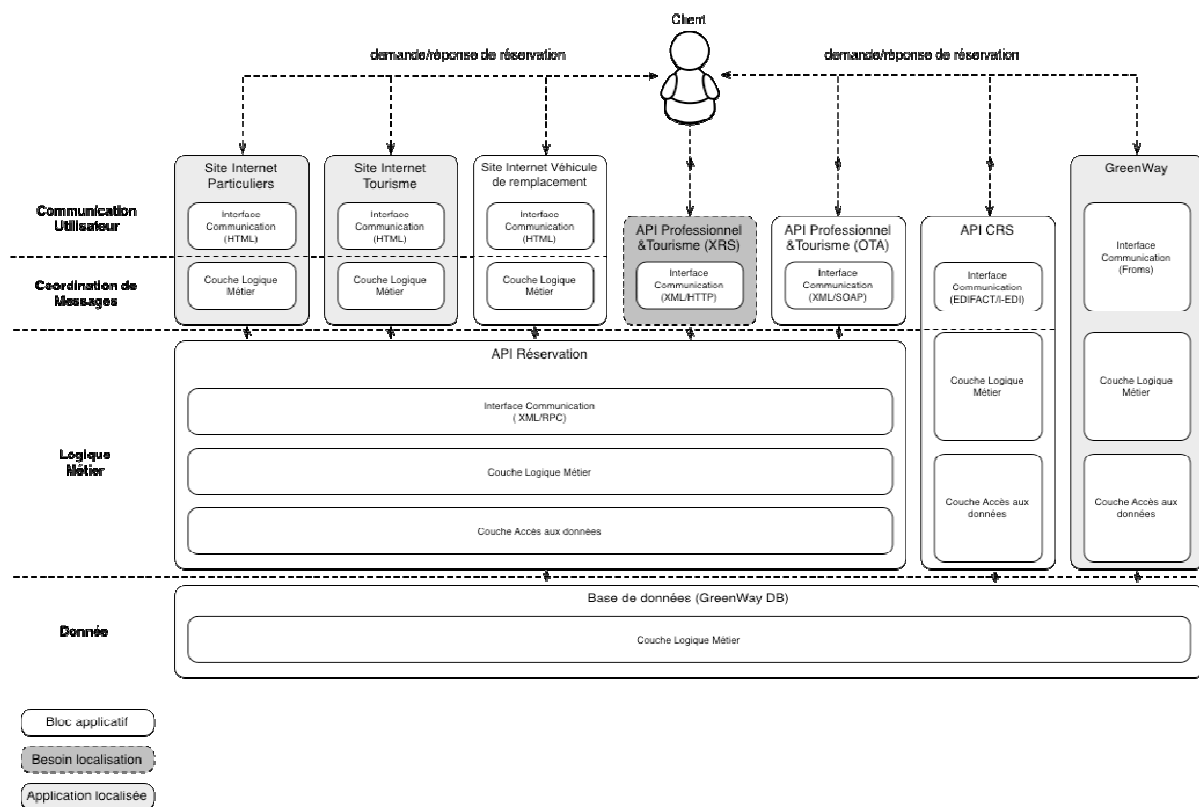 Client
demande/réponse de réservation
demande/réponse de réservation
Site Internet
Particuliers
Interface
Communication
(HTML)
Couche Logique
Métier
Site Internet
Tourisme
Interface
Communication
(HTML)
Couche Logique
Métier
Site Internet Véhicule
de remplacement
Interface
Communication
(HTML)
Couche Logique
Métier
API Professionnel
&Tourisme (XRS)
Interface
Communication
(XML/HTTP)
API Professionnel
&Tourisme (OTA)
Interface
Communication
(XML/SOAP)
API CRS
Interface
Communication
(EDIFACT/I-EDI)
Couche Logique
Métier
Couche Accès aux
données
GreenWay
Interface
Communication
(Froms)
Couche Logique
Métier
Couche Accès aux
données
Communication
Utilisateur
Coordination de
Messages
Logique
Métier
Donnée
API Réservation
Interface Communication
( XML/RPC)
Couche Logique Métier
Couche Accès aux données
Base de données (GreenWay DB)
Couche Logique Métier
Bloc applicatif
Besoin localisation
Application localisée